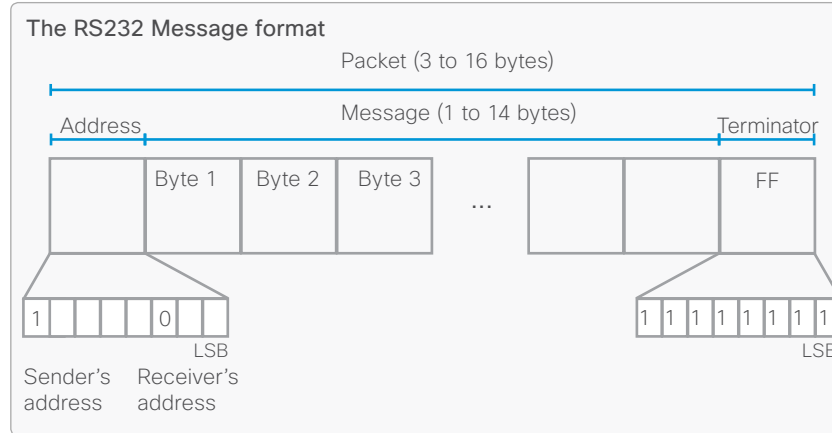 The RS232 Message format
Packet (3 to 16 bytes)
Address
Message (1 to 14 bytes)
Terminator
Byte 1
Byte 2
Byte 3
...
FF
1
0
1 1 1 1 1 1 1 1
LSB
LSB
Sender’s
address
Receiver’s
address